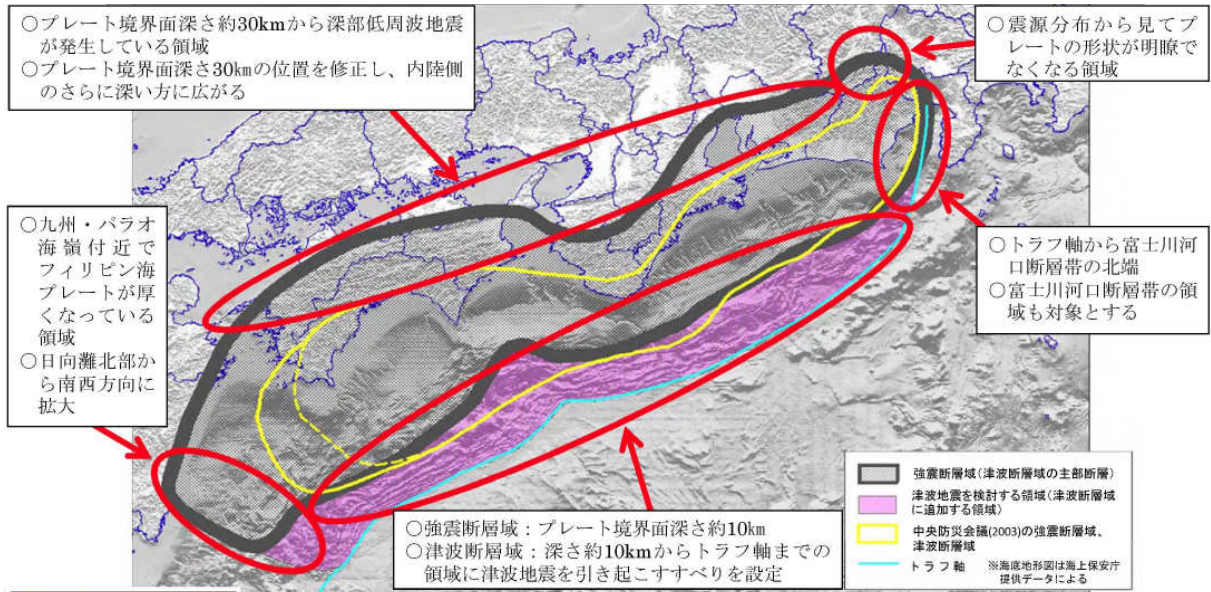 ○プレート境界面深さ約30kmから深部低周波地震
が発生している領域
○プレート境界面深さ30㎞の位置を修正し、内陸側
のさらに深い方に広がる
○震源分布から見てプ
レートの形状が明瞭で
なくなる領域
○九州・パラオ
海嶺付近で
フィリピン海
プレートが厚
くなっている
領域
○日向灘北部か
ら南西方向に
拡大
○トラフ軸から富士川河
口断層帯の北端
○富士川河口断層帯の領
域も対象とする
○強震断層域：プレート境界面深さ約10㎞
○津波断層域：深さ約10kmからトラフ軸までの
領域に津波地震を引き起こすすべりを設定
強震断層域(津波断層域の主部断層)
津波地震を検討する領域(津波断層域
に追加する領域)
中央防災会議(2003)の強震断層域、
津波断層域
トラフ軸 ※海底地形図は海上保安庁
提供データによる